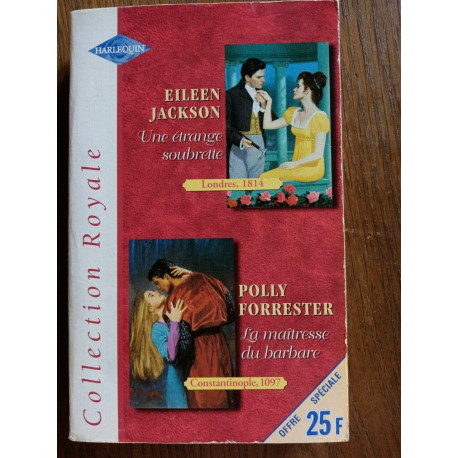 HARLEQUIN
Collection Royale
EILEEN
JACKSON
Une étrange
soubrette
Londres, 1814
POLLY
FORRESTER
La maîtresse
du barbare
Constantinople, 1097
OFFRE SPÉCIALE
25F